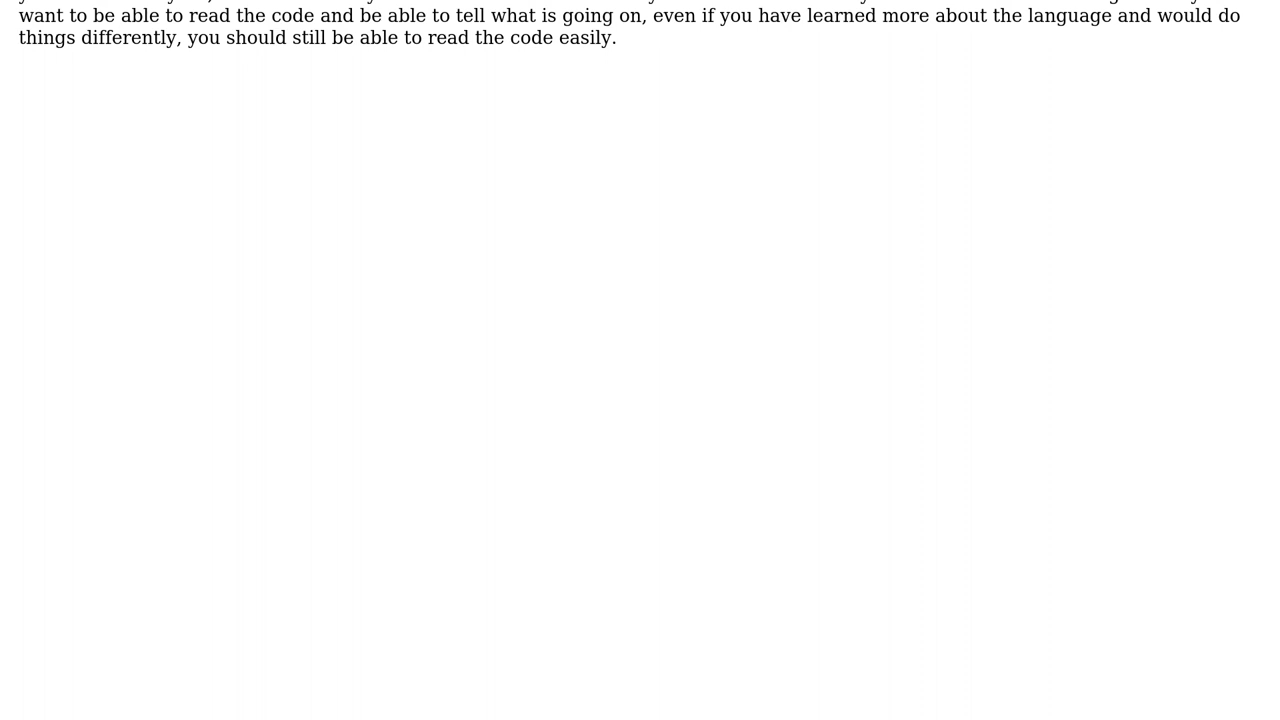 want to be able to read the code and be able to tell what is going on, even if you have learned more about the language and would do
things differently, you should still be able to read the code easily.